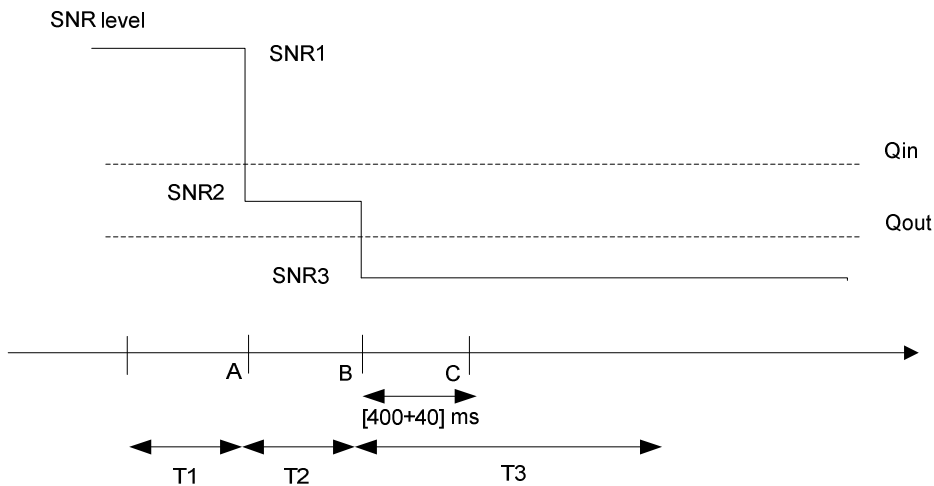 SNR level
SNR1
Qin
SNR2
Qout
SNR3
A B C
[400+40] ms
T1 T2 T3